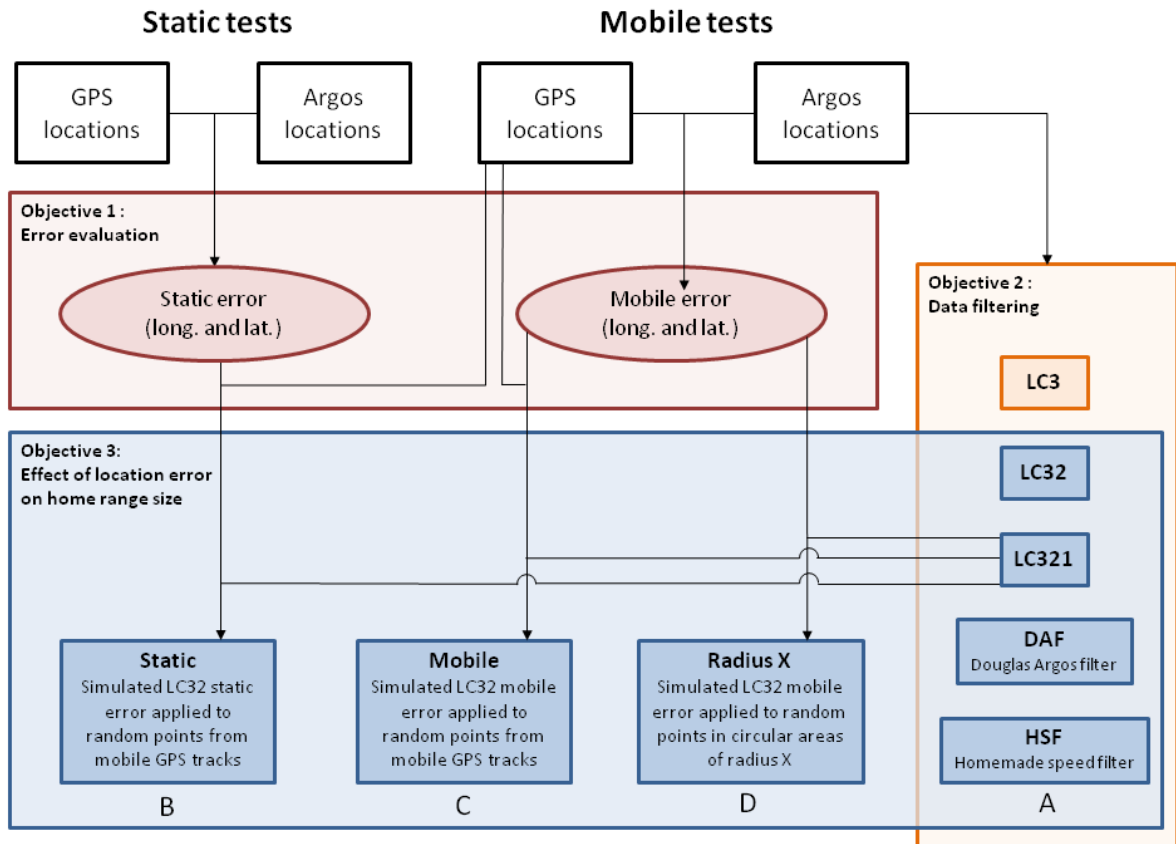 Static tests
Mobile tests
GPS
locations
Argos
locations
GPS
locations
Argos
locations
Objective 1 :
Error evaluation
Static error
(long. and lat.)
Mobile error
(long. and lat.)
Objective 2 :
Data filtering
LC3
Objective 3:
Effect of location error
on home range size
LC32
LC321
DAF
Douglas Argos filter
HSF
Homemade speed filter
A
Static
Simulated LC32 static
error applied to
random points from
mobile GPS tracks
B
Mobile
Simulated LC32 mobile
error applied to
random points from
mobile GPS tracks
C
Radius X
Simulated LC32 mobile
error applied to random
points in circular areas
of radius X
D